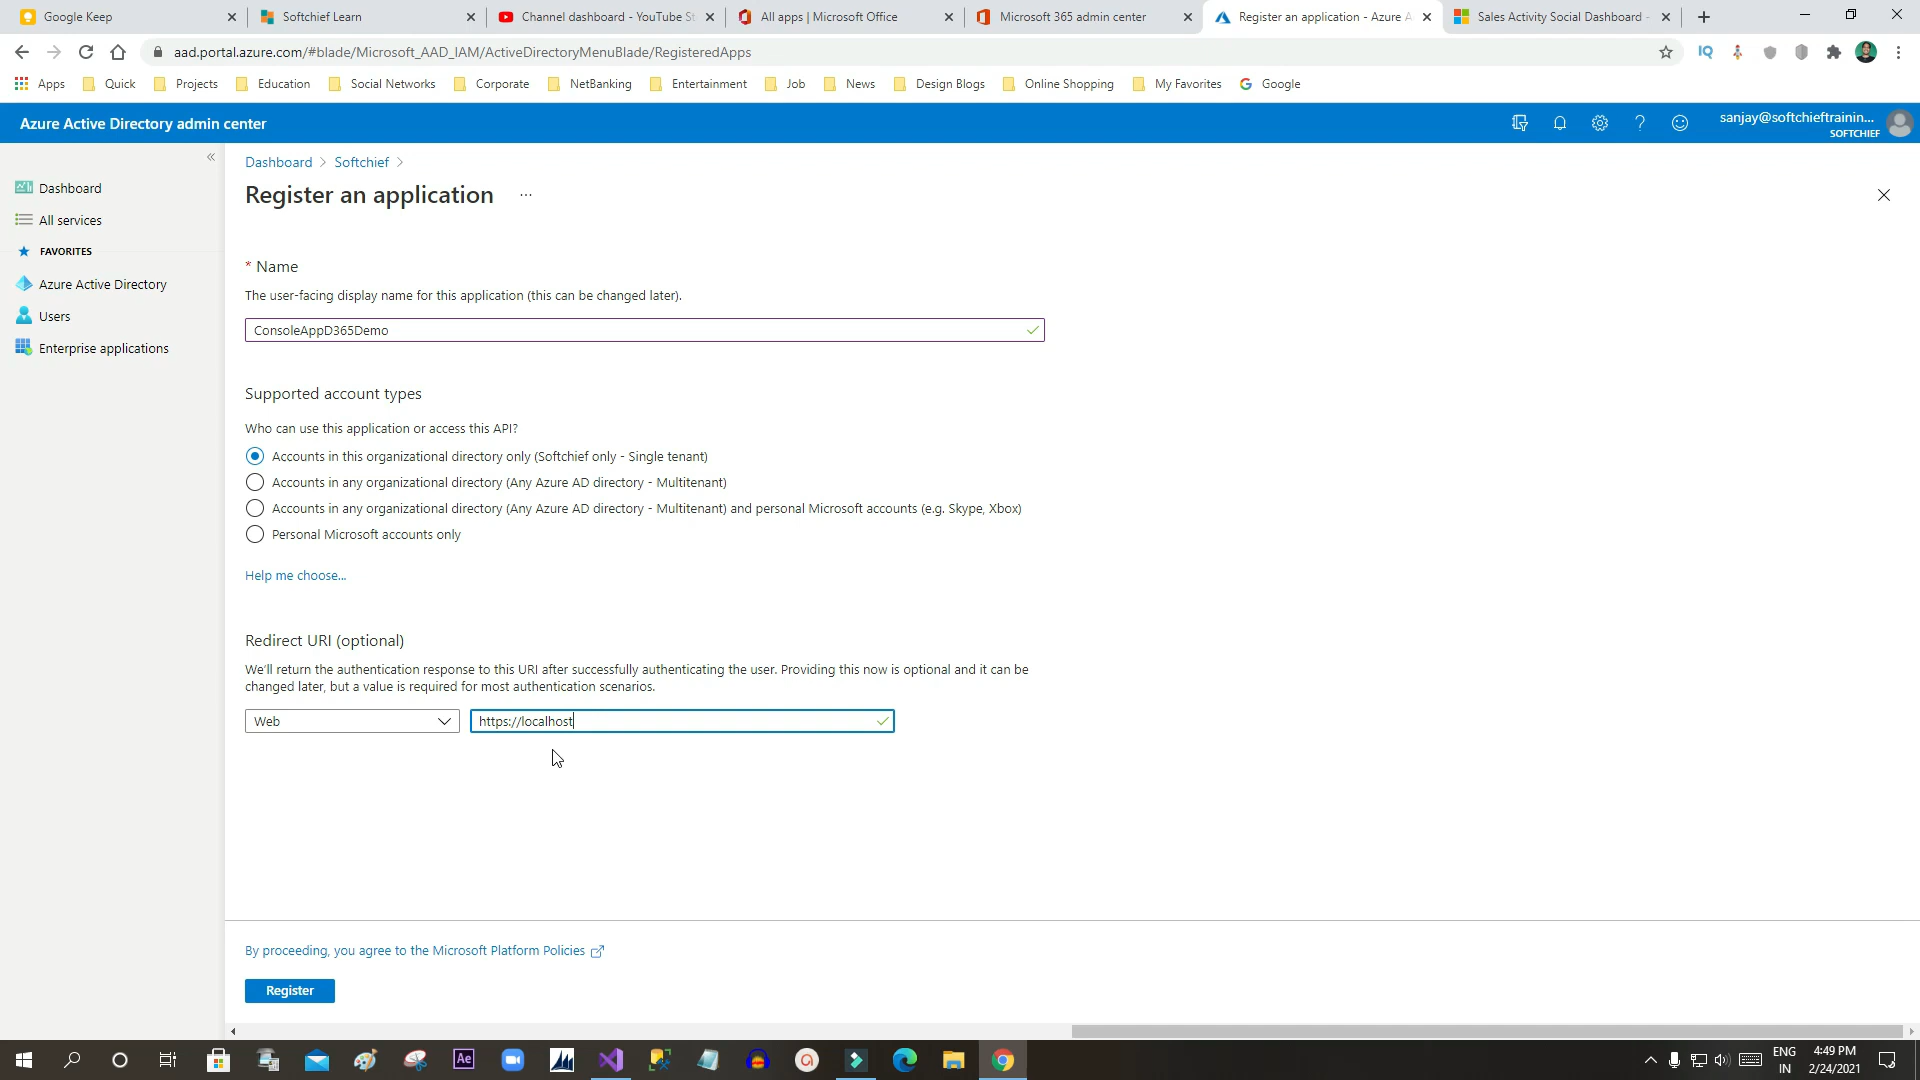 Google Keep
Softchief Learn
Channel dashboard - YouTube St
All apps | Microsoft Office
Microsoft 365 admin center
Register an application - Azure A
Sales Activity Social Dashboard -
aad.portal.azure.com/#blade/Microsoft_AAD_IAM/ActiveDirectoryMenuBlade/RegisteredApps
IQ
Apps
Quick
Projects
Education
Social Networks
Corporate
NetBanking
Entertainment
Job
News
Design Blogs
Online Shopping
My Favorites
Google
Azure Active Directory admin center
sanjay@softchieftrainin...
SOFTCHIEF
Dashboard > Softchief >
Register an application ...
Dashboard
All services
FAVORITES
Azure Active Directory
Users
Enterprise applications
* Name
The user-facing display name for this application (this can be changed later).
ConsoleAppD365Demo
Supported account types
Who can use this application or access this API?
Accounts in this organizational directory only (Softchief only - Single tenant)
Accounts in any organizational directory (Any Azure AD directory - Multitenant)
Accounts in any organizational directory (Any Azure AD directory - Multitenant) and personal Microsoft accounts (e.g. Skype, Xbox)
Personal Microsoft accounts only
Help me choose...
Redirect URI (optional)
We'll return the authentication response to this URI after successfully authenticating the user. Providing this now is optional and it can be
changed later, but a value is required for most authentication scenarios.
Web
https://localhost
By proceeding, you agree to the Microsoft Platform Policies
Register
Ae
ENG
IN
4:49 PM
2/24/2021